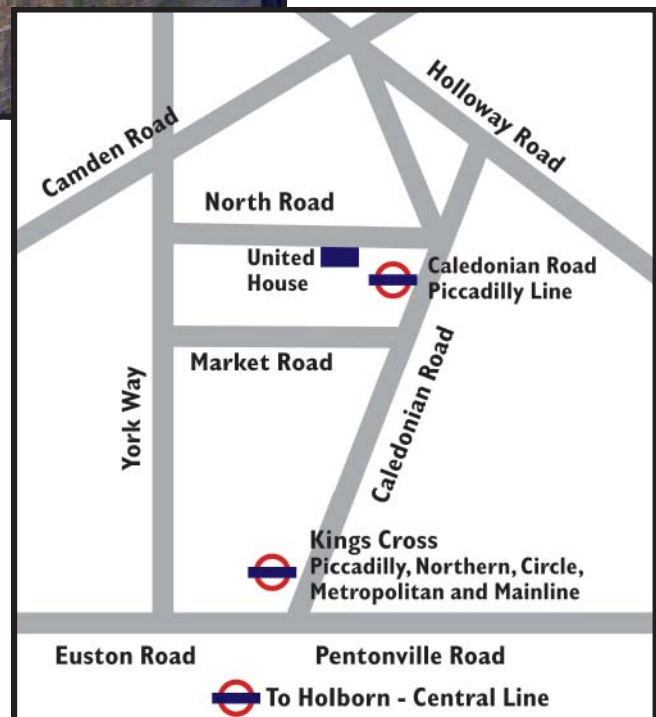 Camden Road
Holloway Road
North Road
United
House
Caledonian Road
Piccadilly Line
Market Road
York Way
Caledonian Road
Kings Cross
Piccadilly, Northern, Circle,
Metropolitan and Mainline
Euston Road
Pentonville Road
To Holborn - Central Line